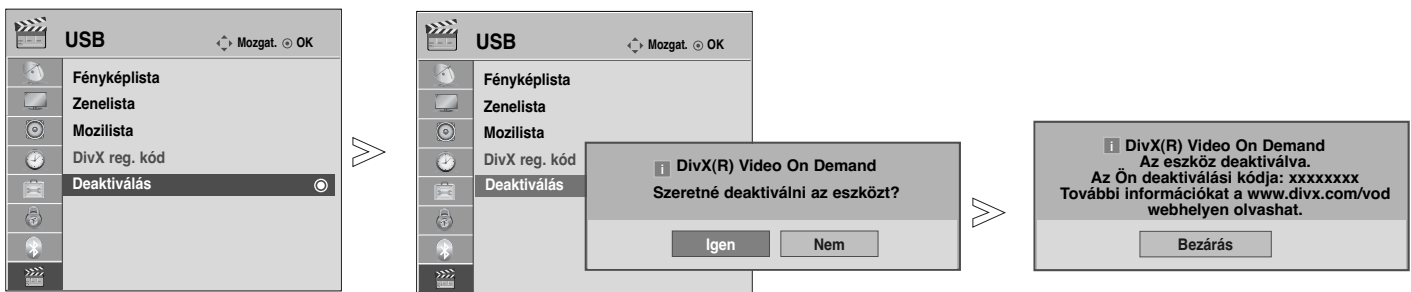 USB
Mozgat. OK
Fényképlista
Zenelista
Mozilista
DivX reg. kód
Deaktiválás
USB
Mozgat. OK
Fényképlista
Zenelista
Mozilista
DivX reg. kód
Deaktiválás
i DivX(R) Video On Demand
Szeretné deaktiválni az eszközt?
Igen Nem
i DivX(R) Video On Demand
Az eszköz deaktiválva.
Az Ön deaktiválási kódja: xxxxxxxx
További információkat a www.divx.com/vod
webhelyen olvashat.
Bezárás